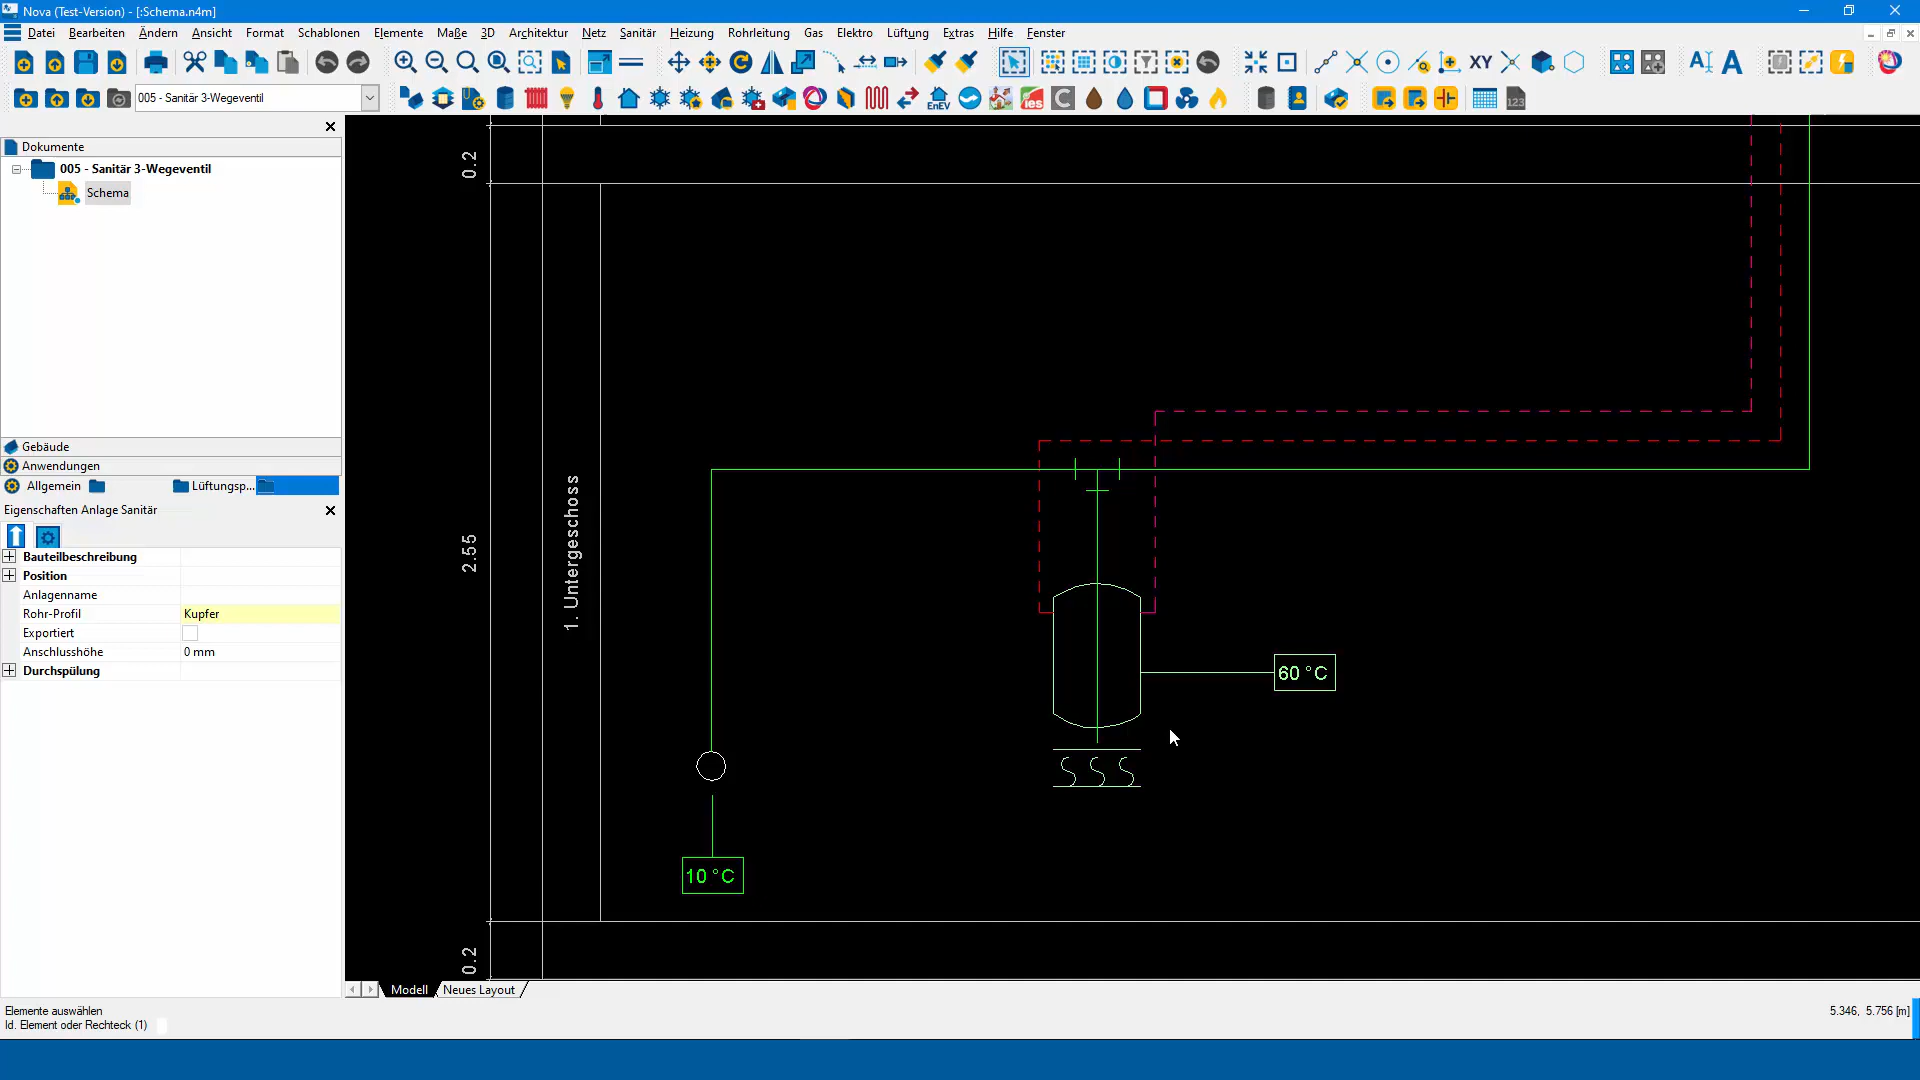 Nova (Test-Version) - [:Schema.n4m]
Datei Bearbeiten Ändern Ansicht Format Schablonen Elemente Maße 3D Architektur Netz Sanitär Heizung Rohrleitung Gas Elektro Lüftung Extras Hilfe Fenster
XY
A
005 - Sanitär 3-Wegeventil
EnEV
ies
C
123
Dokumente
005 - Sanitär 3-Wegeventil
Schema
Gebäude
Anwendungen
Allgemein
Lüftungsp...
Eigenschaften Anlage Sanitär
Bauteilbeschreibung
Position
Anlagenname
Rohr-Profil Kupfer
Exportiert
Anschlusshöhe 0 mm
Durchspülung
0.2
2.55
1. Untergeschoss
60 °C
10 °C
0.2
Modell Neues Layout
Elemente auswählen
Id. Element oder Rechteck (1)
5.346, 5.756 [m]